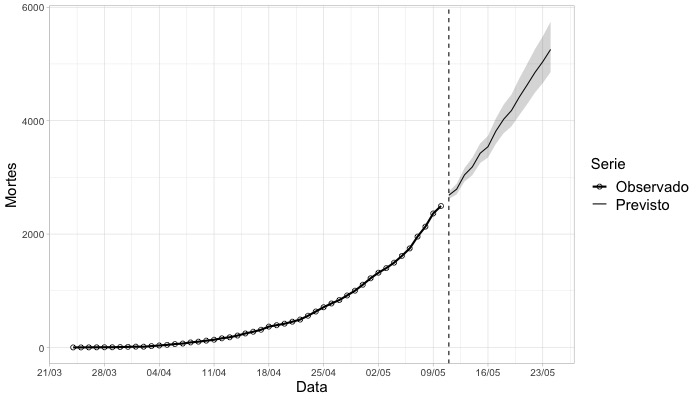 6000
4000
2000
0
Mortes
21/03 28/03 04/04 11/04 18/04 25/04 02/05 09/05 16/05 23/05
Data
Serie
Observado
Previsto